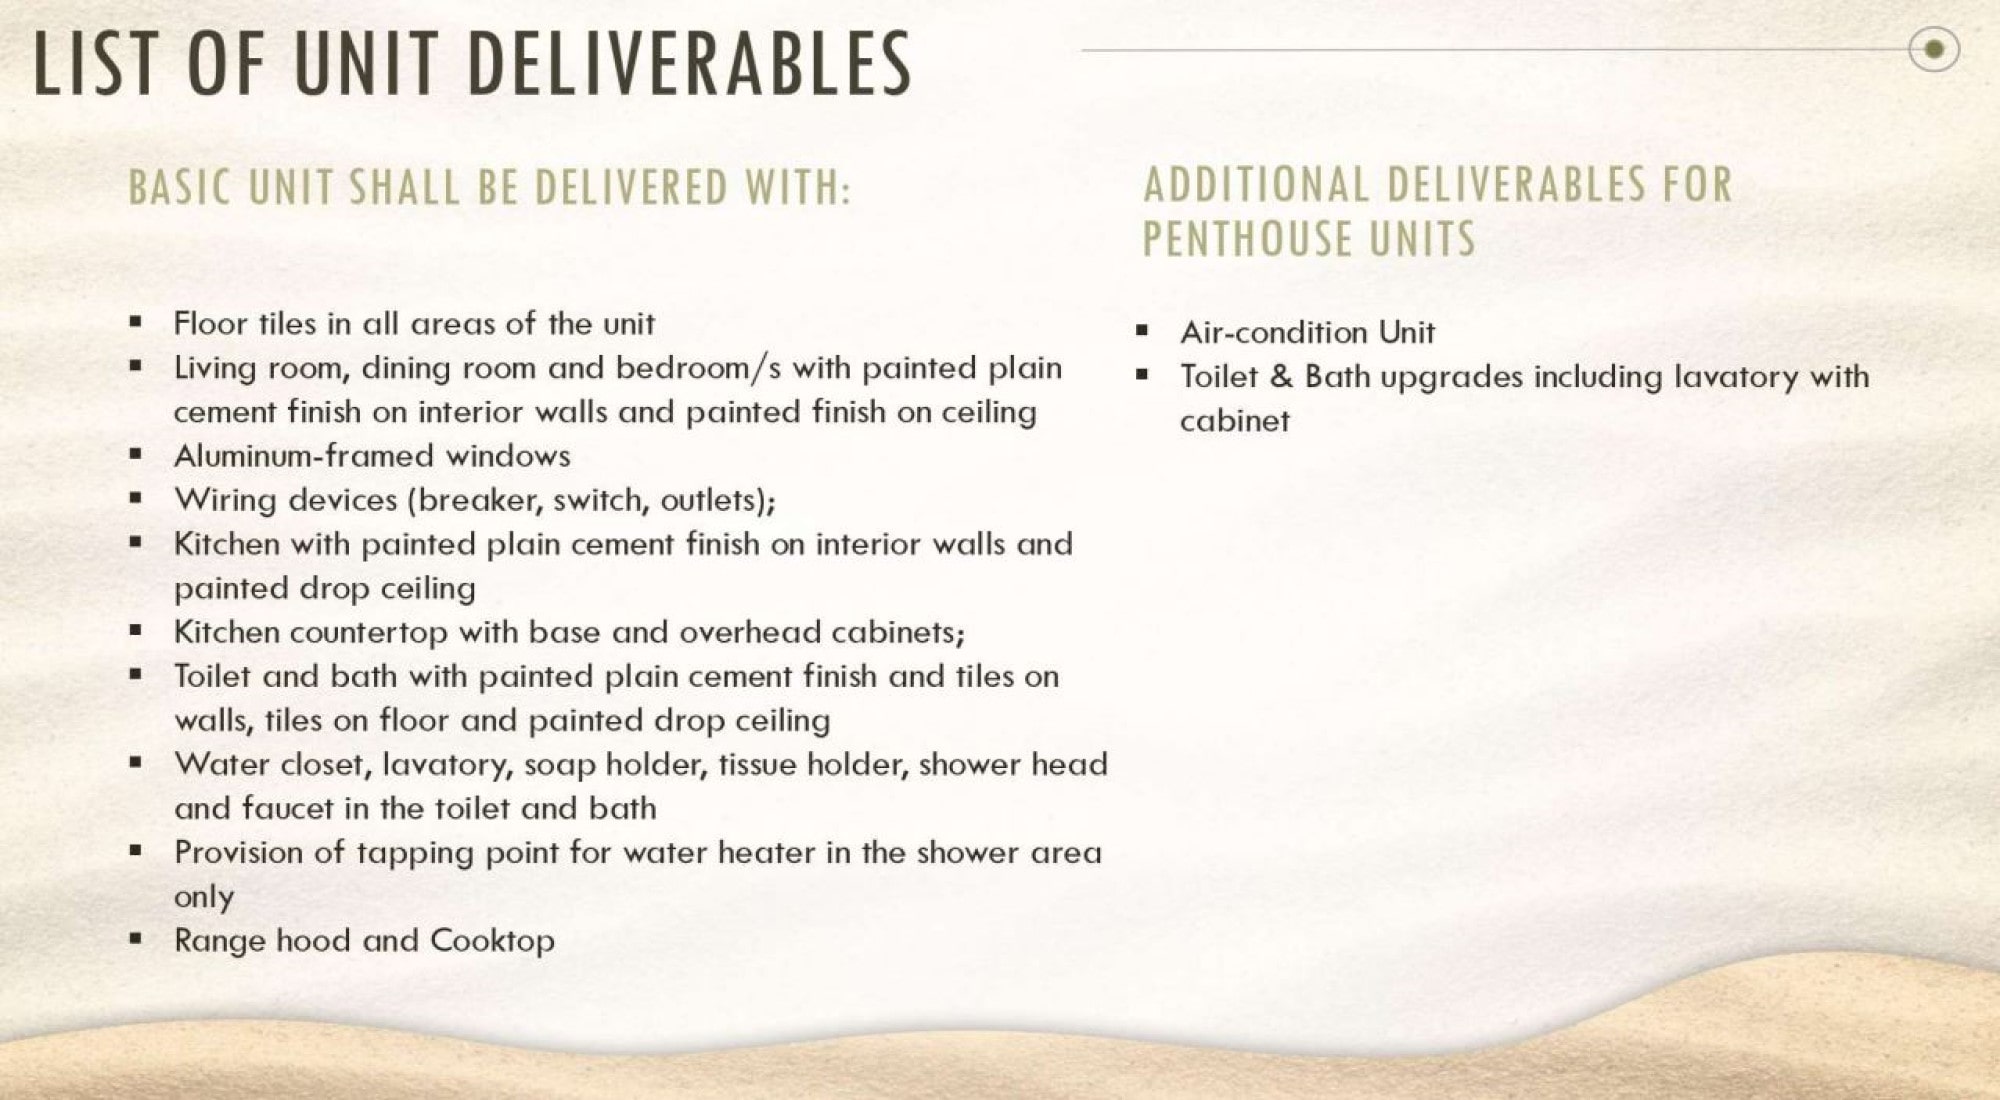 LIST OF UNIT DELIVERABLES
BASIC UNIT SHALL BE DELIVERED WITH:
▪ Floor tiles in all areas of the unit
▪ Living room, dining room and bedroom/s with painted plain
cement finish on interior walls and painted finish on ceiling
▪ Aluminum-framed windows
▪ Wiring devices (breaker, switch, outlets);
▪ Kitchen with painted plain cement finish on interior walls and
painted drop ceiling
▪ Kitchen countertop with base and overhead cabinets;
▪ Toilet and bath with painted plain cement finish and tiles on
walls, tiles on floor and painted drop ceiling
▪ Water closet, lavatory, soap holder, tissue holder, shower head
and faucet in the toilet and bath
▪ Provision of tapping point for water heater in the shower area
only
▪ Range hood and Cooktop
ADDITIONAL DELIVERABLES FOR
PENTHOUSE UNITS
▪ Air-condition Unit
▪ Toilet & Bath upgrades including lavatory with
cabinet